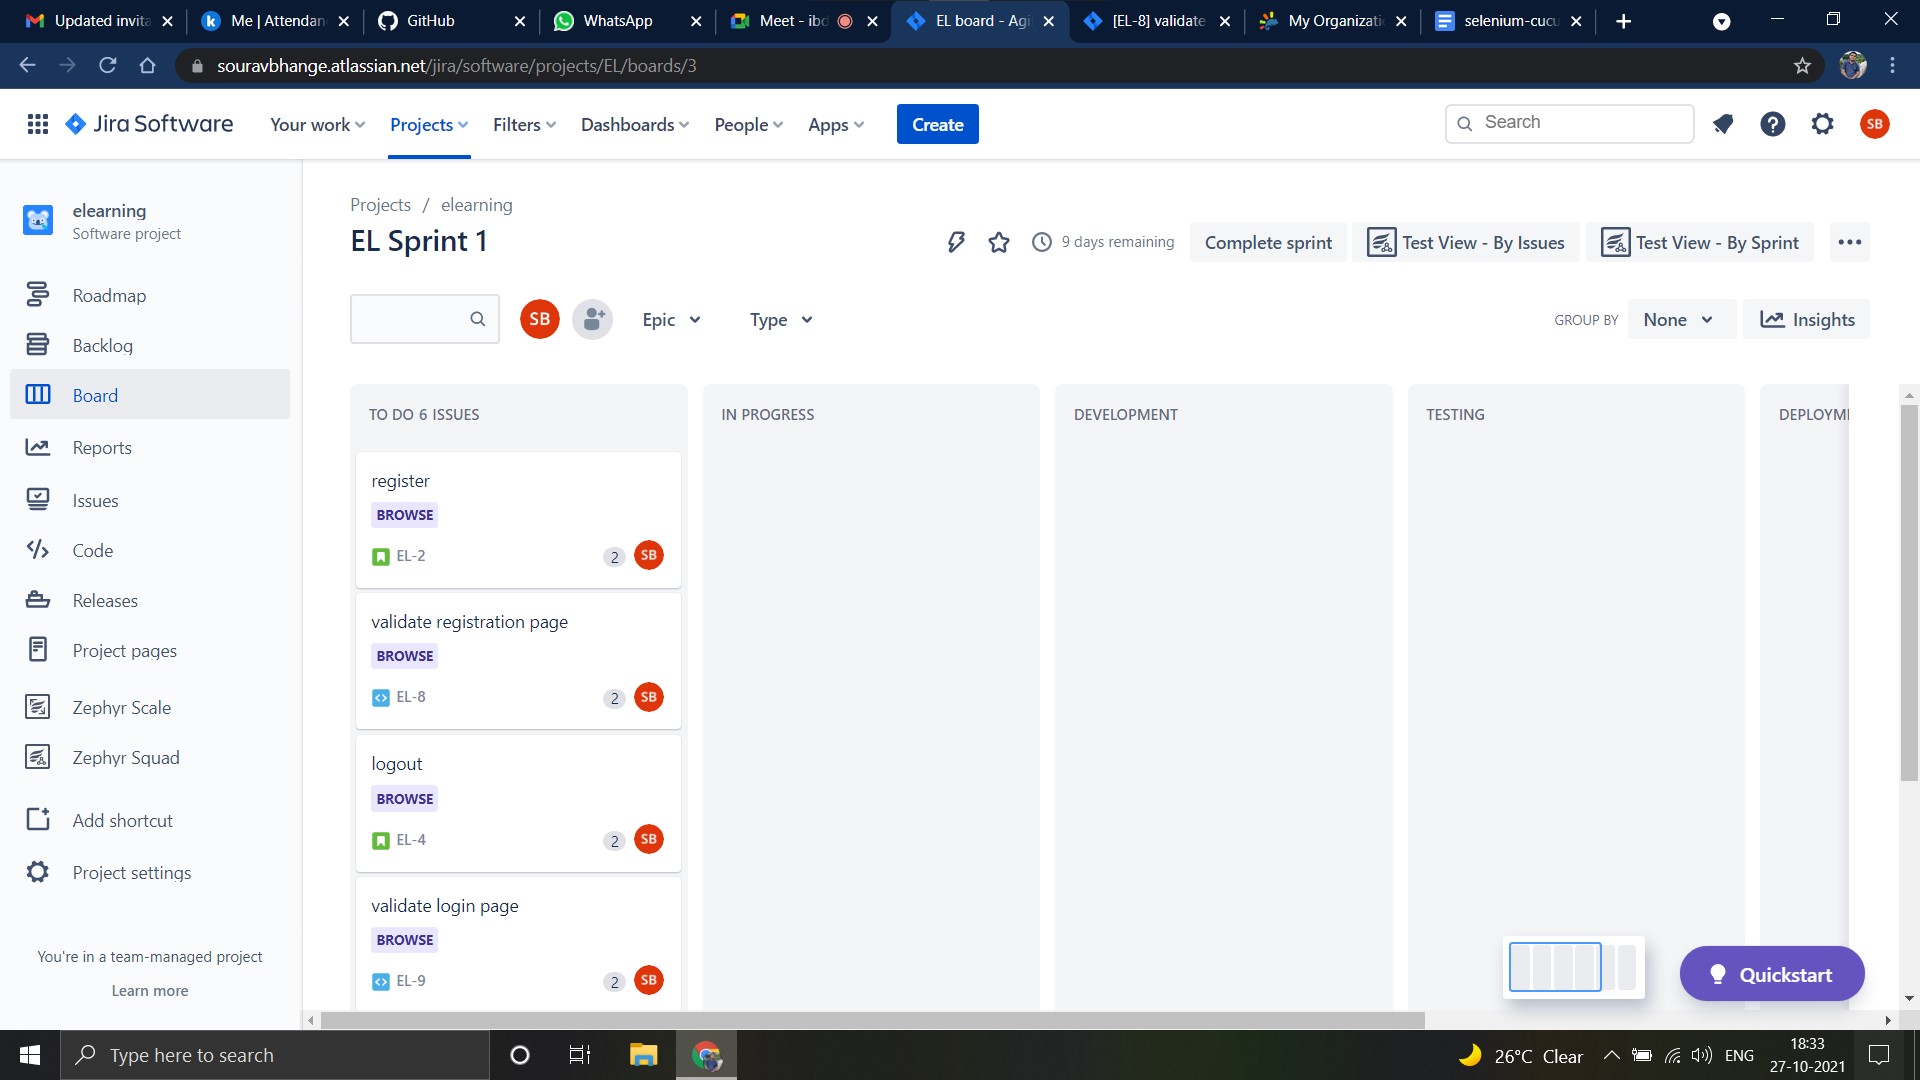 Updated invita
Me | Attendan
GitHub
WhatsApp
Meet - ibd
EL board - Agi
[EL-8] validate
My Organizati
selenium-cucu
souravbhange.atlassian.net/jira/software/projects/EL/boards/3
Jira Software
Your work
Projects
Filters
Dashboards
People
Apps
Create
Search
SB
elearning
Software project
Roadmap
Backlog
Board
Reports
Issues
Code
Releases
Project pages
Zephyr Scale
Zephyr Squad
Add shortcut
Project settings
You're in a team-managed project
Learn more
Projects / elearning
EL Sprint 1
9 days remaining
Complete sprint
Test View - By Issues
Test View - By Sprint
SB
Epic
Type
GROUP BY
None
Insights
TO DO 6 ISSUES
IN PROGRESS
DEVELOPMENT
TESTING
DEPLOYM
register
BROWSE
EL-2
2
SB
validate registration page
BROWSE
EL-8
2
SB
logout
BROWSE
EL-4
2
SB
validate login page
BROWSE
EL-9
2
SB
Quickstart
Type here to search
26°C Clear
ENG
18:33
27-10-2021